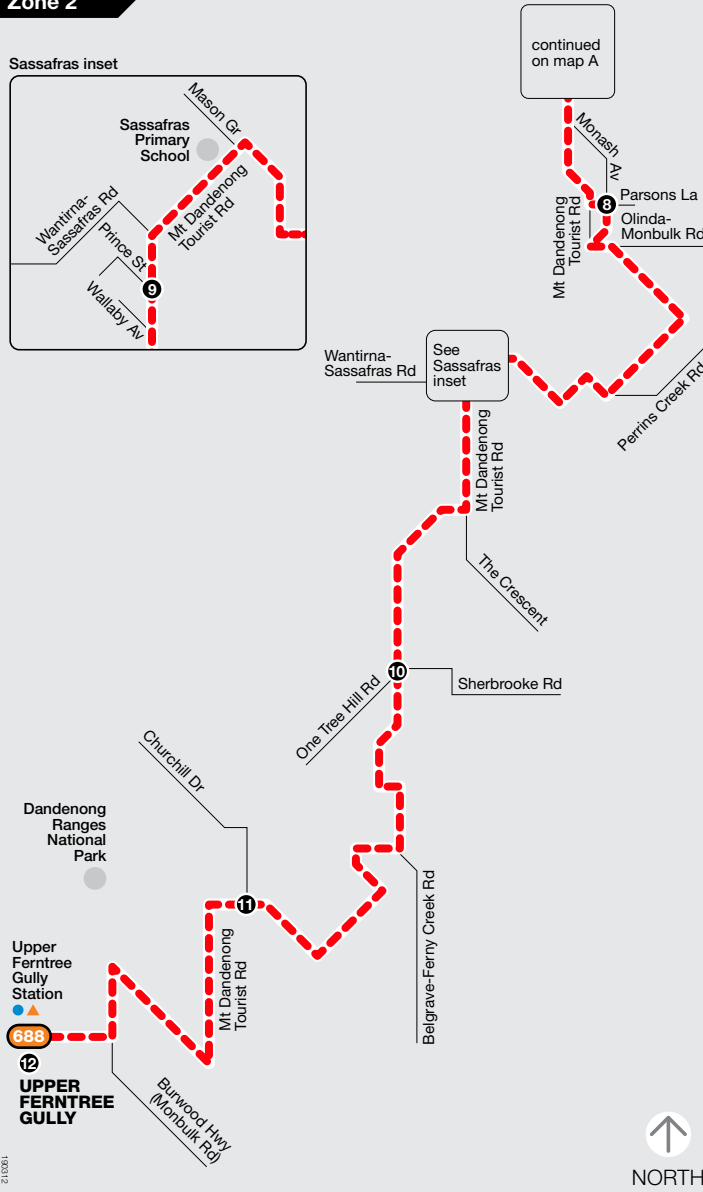 Zone 2
Sassafras inset
Mason Gr
Sassafras
Primary
School
Wantirna-
Sassafras Rd
Mt Dandenong
Tourist Rd
Prince St
9
Wallaby Av
continued
on map A
Monash
Av
8
Parsons La
Olinda-
Monbulk Rd
Mt Dandenong
Tourist Rd
Wantirna-
Sassafras Rd
See
Sassafras
inset
Perrins Creek Rd
Mt Dandenong
Tourist Rd
The Crescent
10
One Tree Hill Rd
Sherbrooke Rd
Churchill Dr
Dandenong
Ranges
National
Park
11
Belgrave-Ferny Creek Rd
Mt Dandenong
Tourist Rd
Upper
Ferntree
Gully
Station
688
12
UPPER
FERNTREE
GULLY
Burwood Hwy
(Monbulk Rd)
190312
NORTH